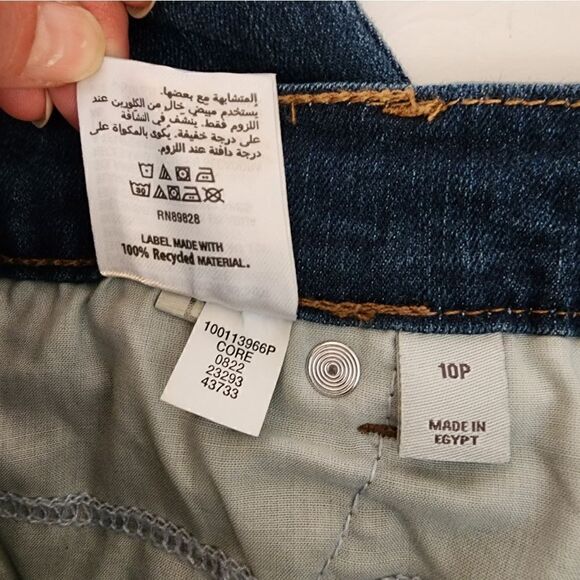 المتشابهة مع بعضها.
يستخدم مبيض خال من الكلورين عند
اللزوم فقط. ينشف في النشافة
على درجة خفيفة. يكوى بالمكواة على
درجة دافئة عند اللزوم.
RN89828
LABEL MADE WITH
100% Recycled MATERIAL.
100113966P
CORE
0822
23293
43733
10P
MADE IN
EGYPT